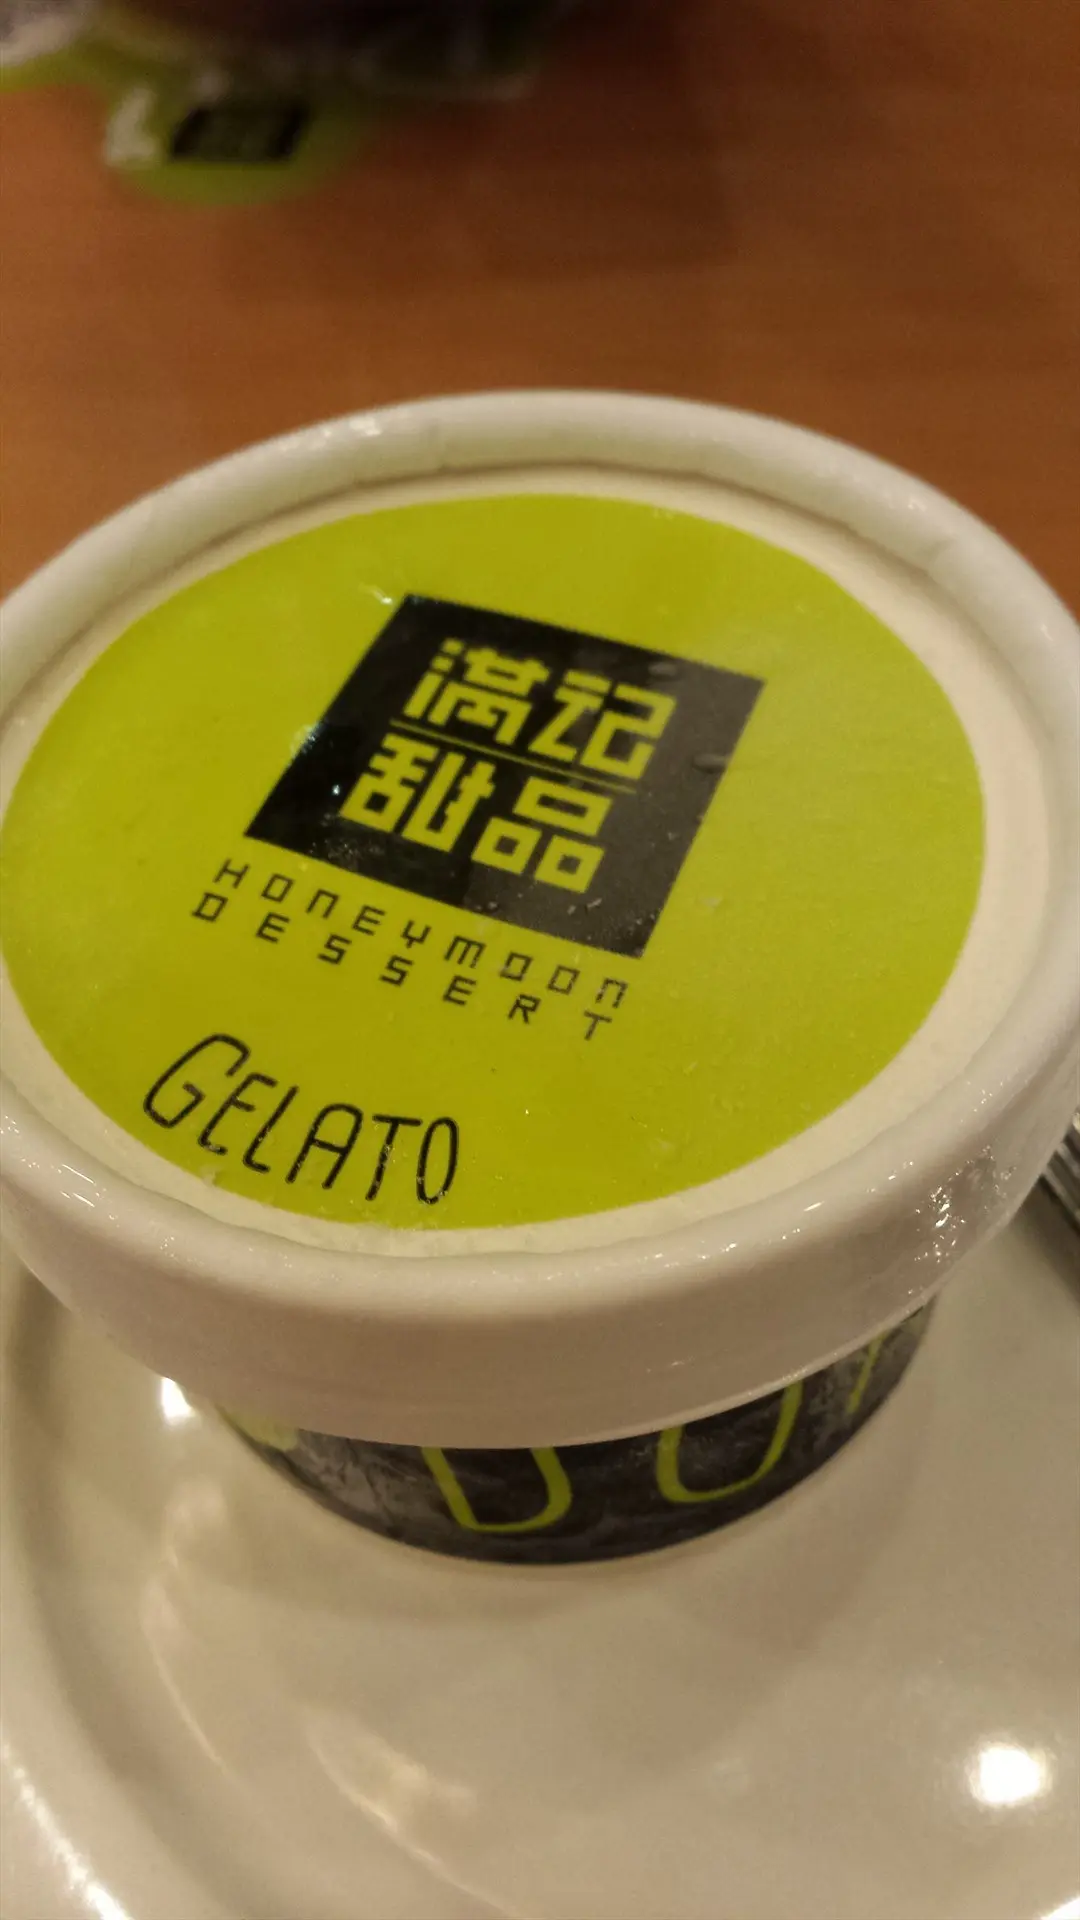 满记
甜品
HONEYMOON
DESSERT
GELATO